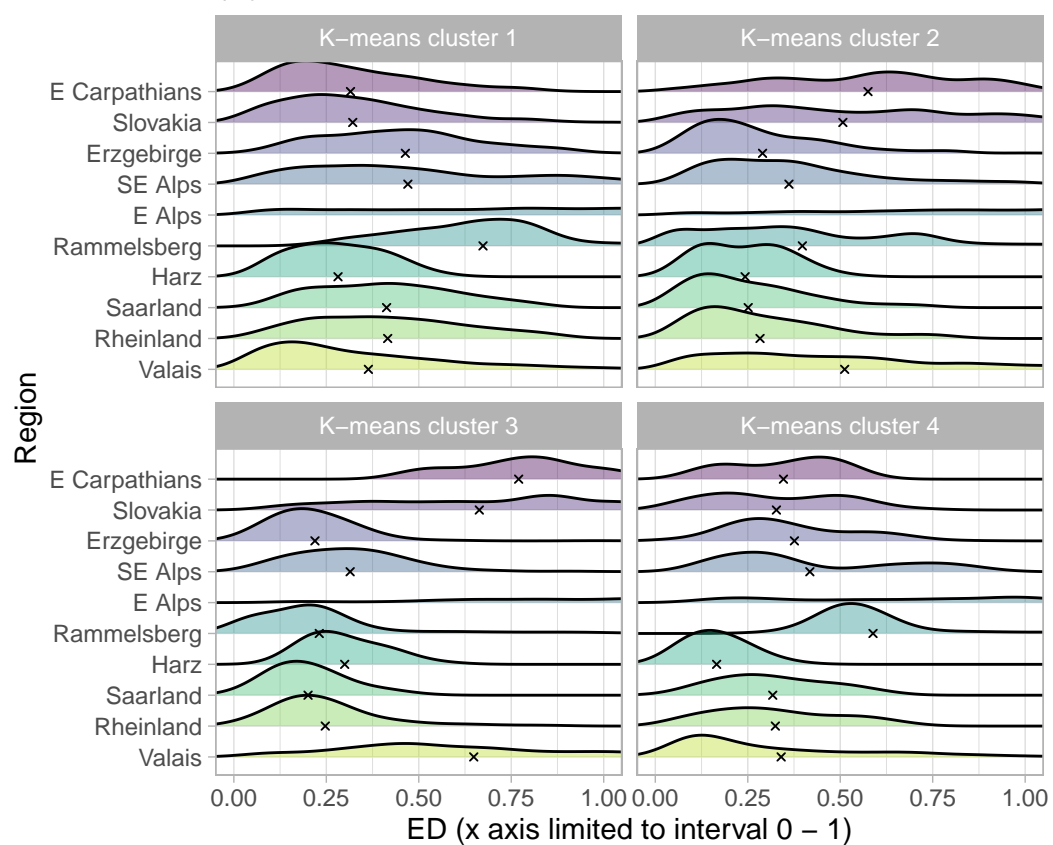 K−means cluster 1
K−means cluster 2
E Carpathians
Slovakia
Erzgebirge
SE Alps
E Alps
Rammelsberg
Harz
Saarland
Rheinland
Valais
Region
K−means cluster 3
K−means cluster 4
E Carpathians
Slovakia
Erzgebirge
SE Alps
E Alps
Rammelsberg
Harz
Saarland
Rheinland
Valais
0.00 0.25 0.50 0.75 1.00 0.00 0.25 0.50 0.75 1.00
ED (x axis limited to interval 0 − 1)